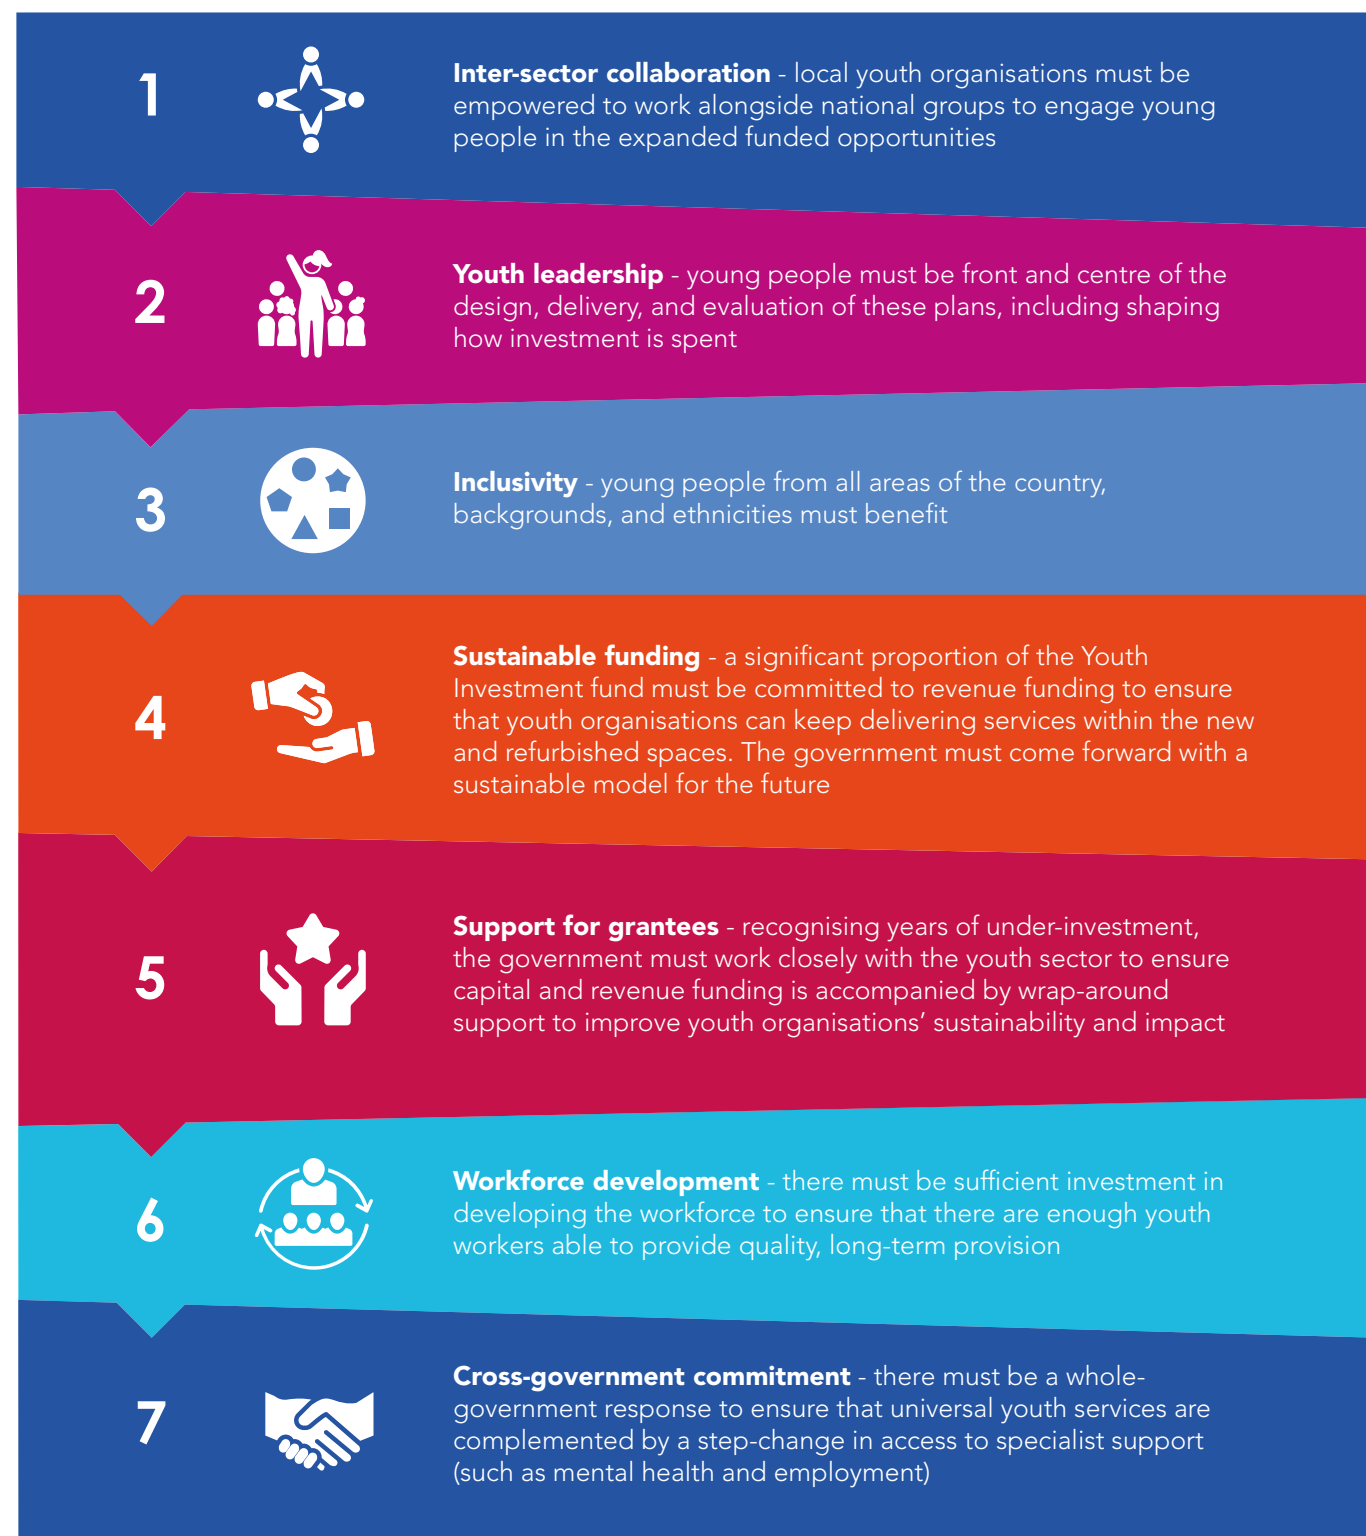 1
Inter-sector collaboration - local youth organisations must be
empowered to work alongside national groups to engage young
people in the expanded funded opportunities
2
Youth leadership - young people must be front and centre of the
design, delivery, and evaluation of these plans, including shaping
how investment is spent
3
Inclusivity - young people from all areas of the country,
backgrounds, and ethnicities must benefit
4
Sustainable funding - a significant proportion of the Youth
Investment fund must be committed to revenue funding to ensure
that youth organisations can keep delivering services within the new
and refurbished spaces. The government must come forward with a
sustainable model for the future
5
Support for grantees - recognising years of under-investment,
the government must work closely with the youth sector to ensure
capital and revenue funding is accompanied by wrap-around
support to improve youth organisations’ sustainability and impact
6
Workforce development - there must be sufficient investment in
developing the workforce to ensure that there are enough youth
workers able to provide quality, long-term provision
7
Cross-government commitment - there must be a whole-
government response to ensure that universal youth services are
complemented by a step-change in access to specialist support
(such as mental health and employment)